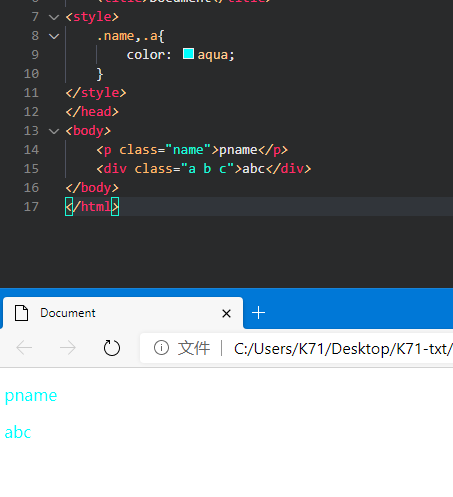 6 <title>Document</title>
7 <style>
8 .name,.a{
9 color: aqua;
10 }
11 </style>
12 </head>
13 <body>
14 <p class="name">pname</p>
15 <div class="a b c">abc</div>
16 </body>
17 </html>
Document
文件 C:/Users/K71/Desktop/K71-txt/
pname
abc